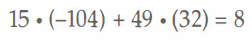 15 • (–104) + 49 • (32) = 8